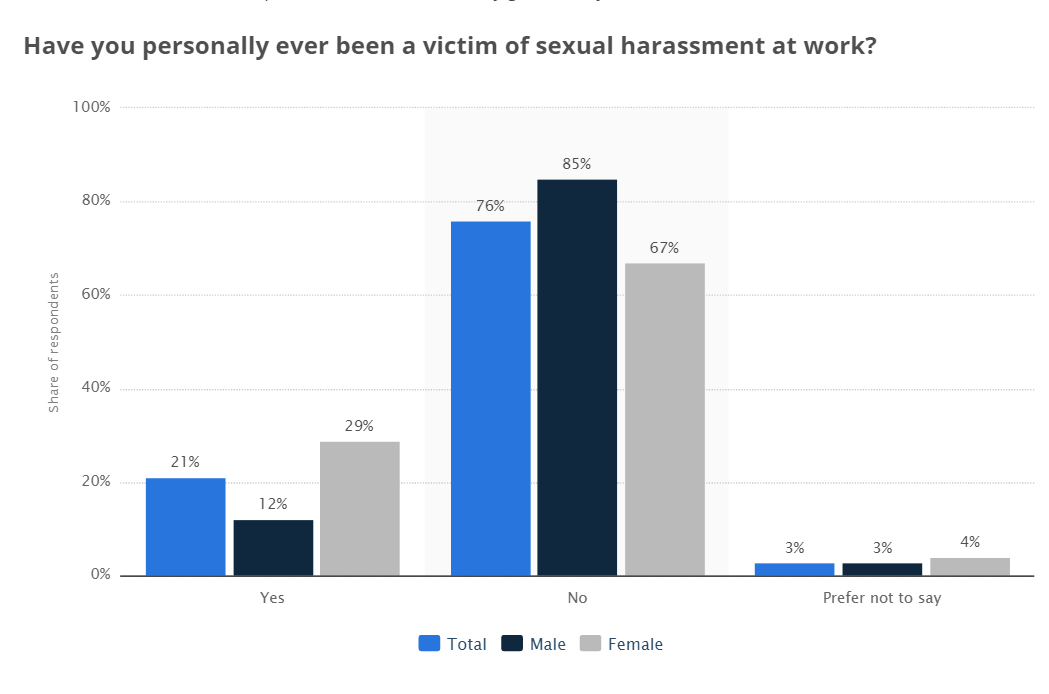 Have you personally ever been a victim of sexual harassment at work?
100%
80%
60%
40%
20%
0%
Share of respondents
21%
12%
29%
76%
85%
67%
3%
3%
4%
Yes
No
Prefer not to say
Total
Male
Female